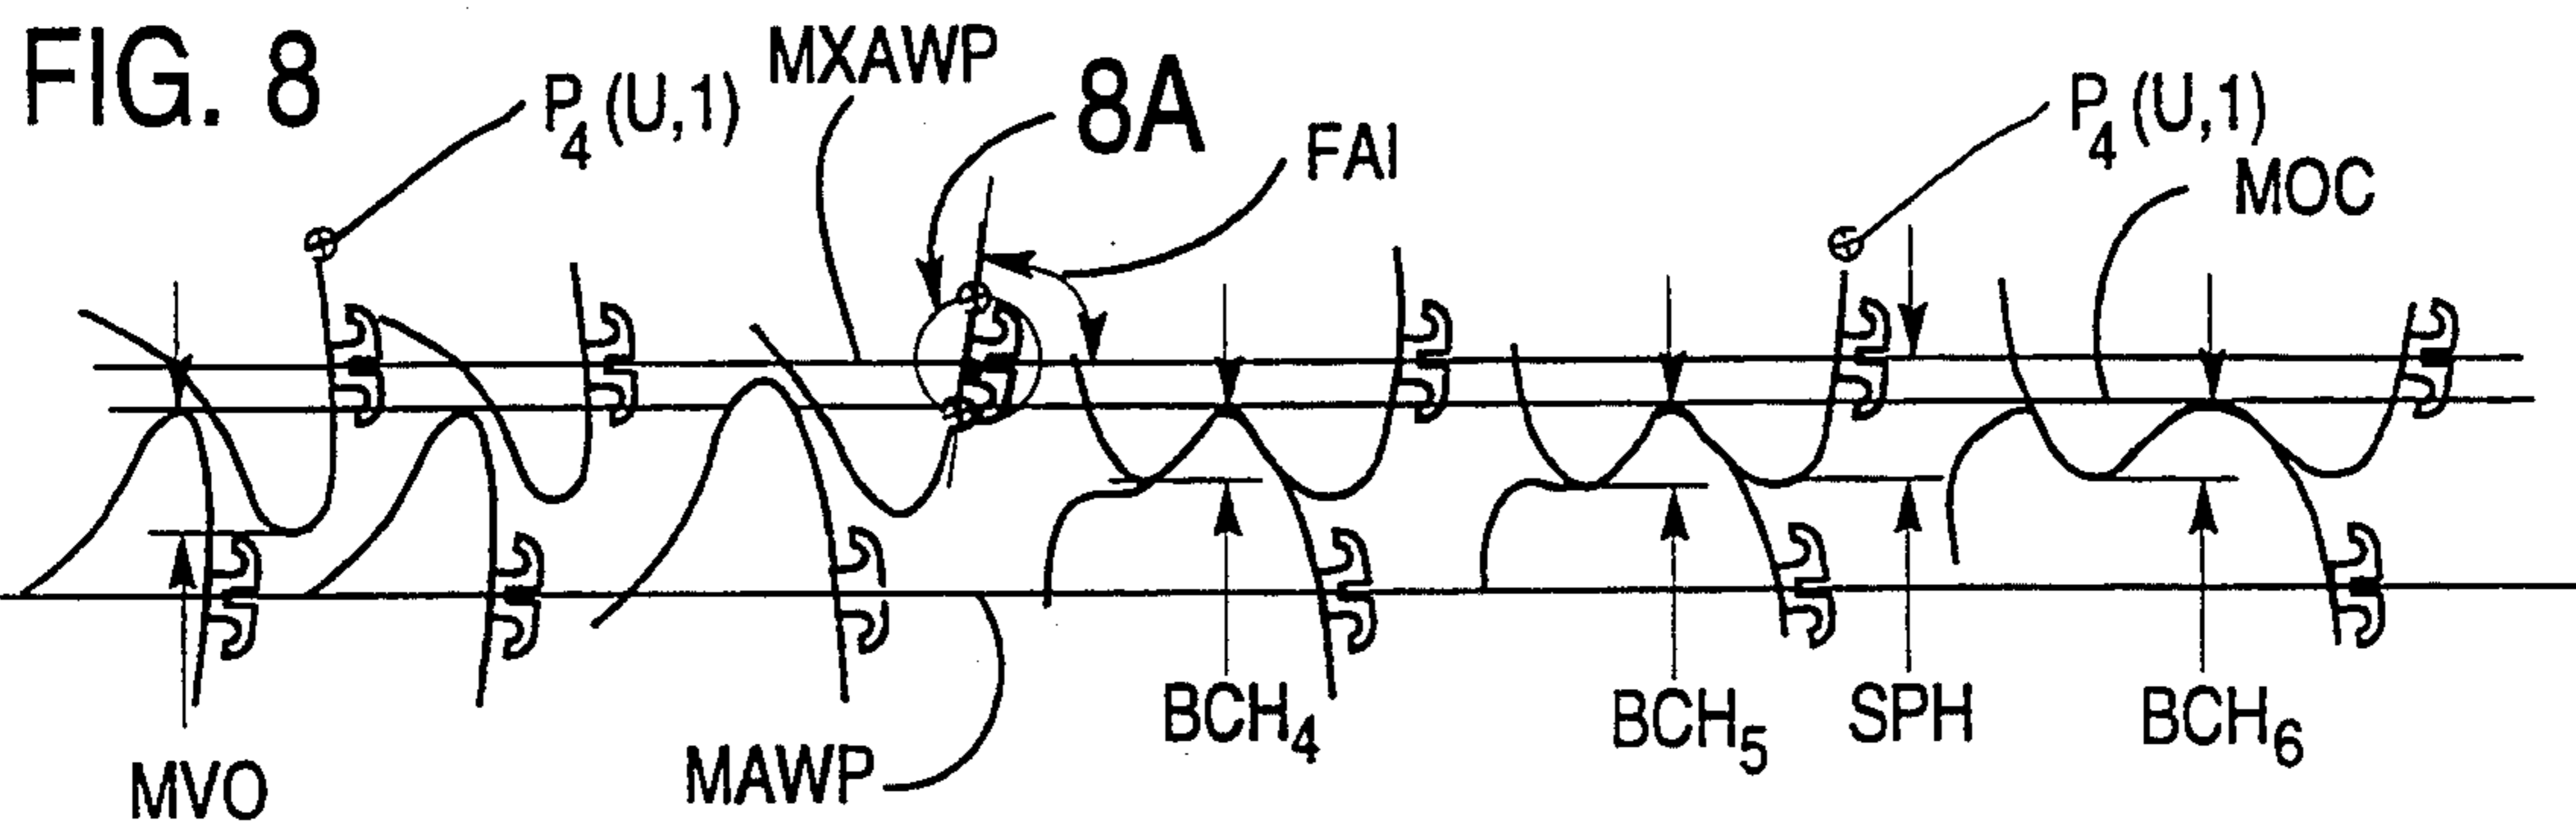 FIG. 8
P4 (U,1)
MXAWP
8A
FAI
P4 (U,1)
MOC
MVO
MAWP
BCH4
BCH5
SPH
BCH6